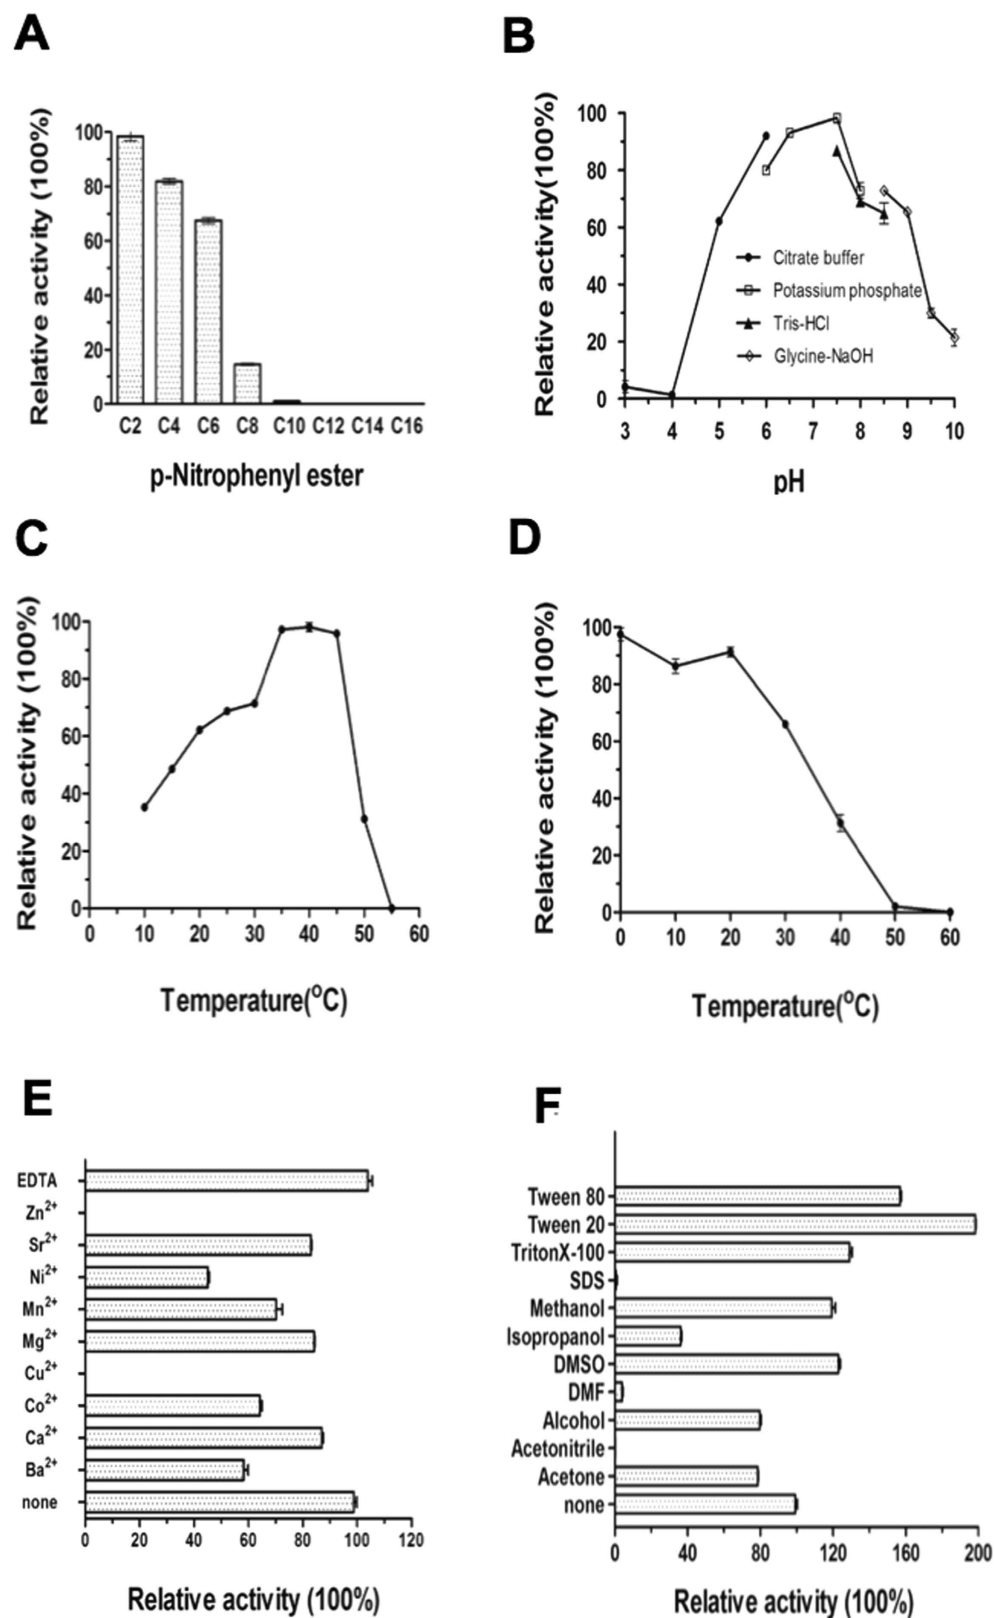 A
B
Relative activity (100%)
100
80
60
40
20
0
C2 C4 C6 C8 C10 C12 C14 C16
p-Nitrophenyl ester
Relative activity(100%)
100
80
60
40
20
0
Citrate buffer
Potassium phosphate
Tris-HCl
Glycine-NaOH
3 4 5 6 7 8 9 10
pH
C
D
Relative activity (100%)
100
80
60
40
20
0
0 10 20 30 40 50 60
Temperature(°C)
Relative activity (100%)
100
80
60
40
20
0
0 10 20 30 40 50 60
Temperature(°C)
E
F
EDTA
Zn²⁺
Sr²⁺
Ni²⁺
Mn²⁺
Mg²⁺
Cu²⁺
Co²⁺
Ca²⁺
Ba²⁺
none
0 20 40 60 80 100 120
Relative activity (100%)
Tween 80
Tween 20
TritonX-100
SDS
Methanol
Isopropanol
DMSO
DMF
Alcohol
Acetonitrile
Acetone
none
0 40 80 120 160 200
Relative activity (100%)